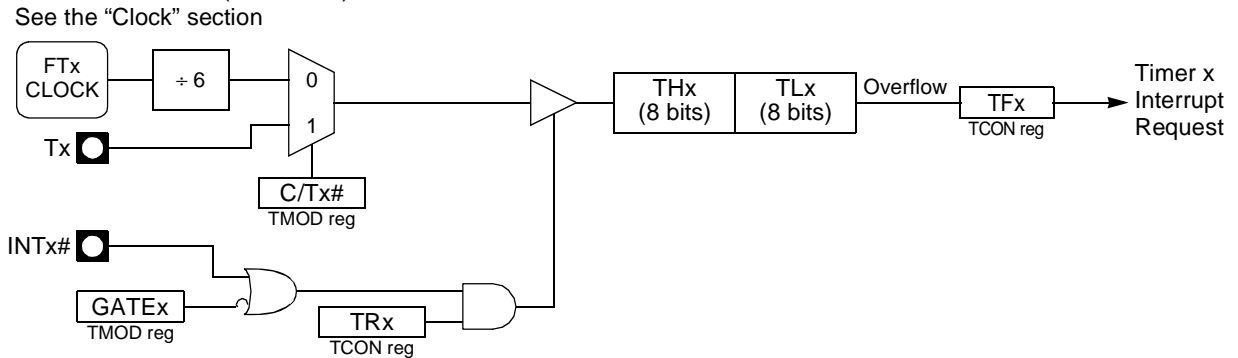 See the “Clock” section
FTx
CLOCK
÷ 6
0
1
Tx
C/Tx#
TMOD reg
THx
(8 bits)
TLx
(8 bits)
Overflow
TFx
TCON reg
Timer x
Interrupt
Request
INTx#
GATEx
TMOD reg
TRx
TCON reg